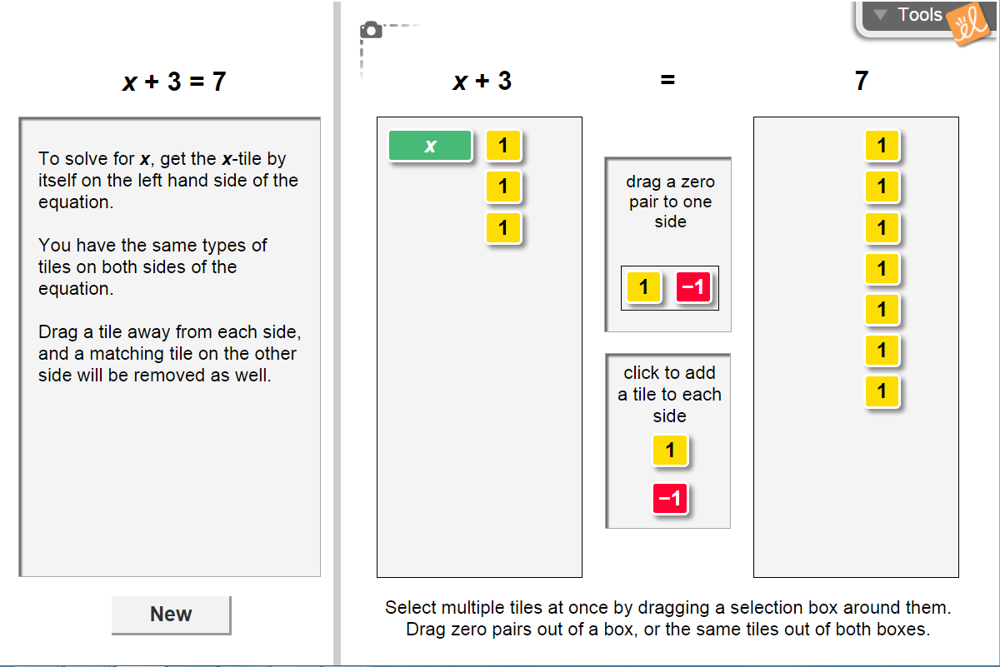 Tools
x + 3 = 7
To solve for x, get the x-tile by
itself on the left hand side of the
equation.
You have the same types of
tiles on both sides of the
equation.
Drag a tile away from each side,
and a matching tile on the other
side will be removed as well.
New
x + 3
=
7
x 1
1
1
drag a zero
pair to one
side
1 −1
click to add
a tile to each
side
1
−1
1
1
1
1
1
1
1
Select multiple tiles at once by dragging a selection box around them.
Drag zero pairs out of a box, or the same tiles out of both boxes.